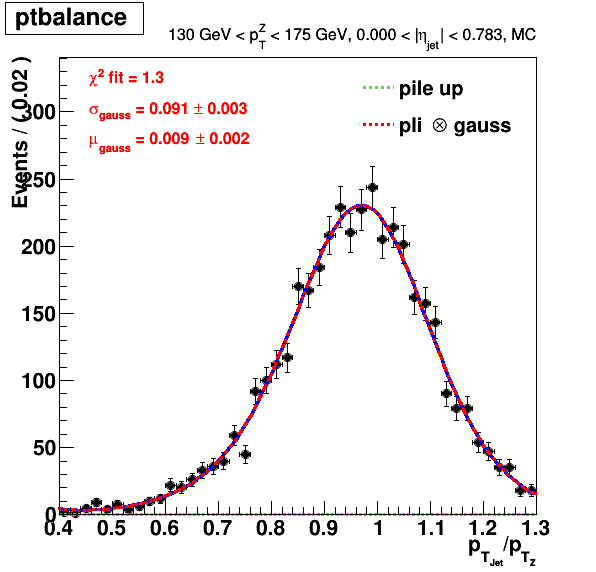 ptbalance
130 GeV < p_T^Z < 175 GeV, 0.000 < |η_jet| < 0.783, MC
χ² fit = 1.3
σ_gauss = 0.091 ± 0.003
μ_gauss = 0.009 ± 0.002
pile up
pli ⊗ gauss
Events / ( 0.02 )
300
250
200
150
100
50
0
0.4 0.5 0.6 0.7 0.8 0.9 1 1.1 1.2 1.3
p_T_Jet/p_T_Z